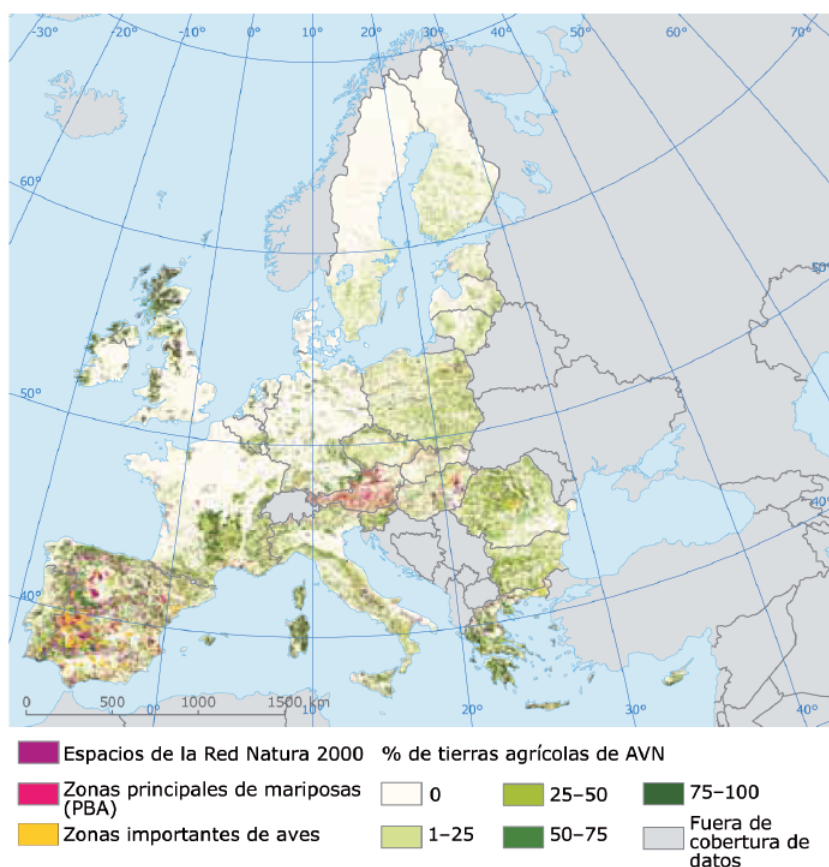 -30°
-20°
-10°
0°
10°
20°
30°
40°
50°
60°
70°
60°
50°
50°
40°
40°
0 500 1000 1500 km
0° 10° 20° 30° 40°
Espacios de la Red Natura 2000
Zonas principales de mariposas
(PBA)
Zonas importantes de aves
% de tierras agrícolas de AVN
0
1–25
25–50
50–75
75–100
Fuera de
cobertura de
datos